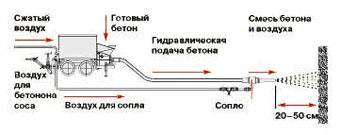 Сжатый
воздух
Готовый
бетон
Гидравлическая
подача бетона
Смесь бетона
и воздуха
Воздух
для
бетонона
соса
Воздух для сопла
Сопло
20–50 см